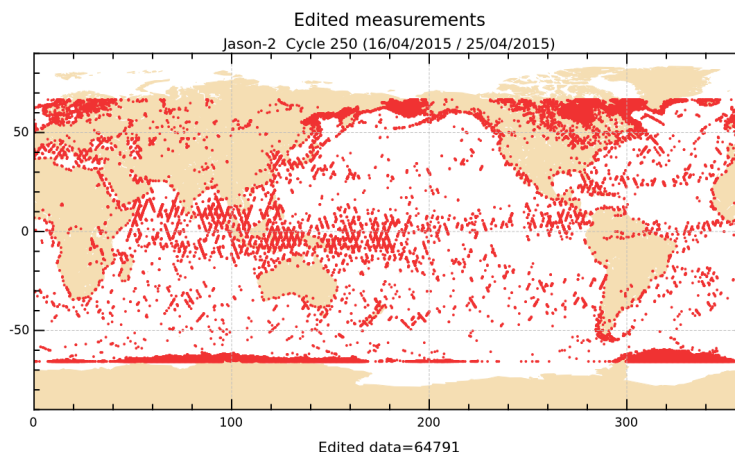 Edited measurements
Jason-2 Cycle 250 (16/04/2015 / 25/04/2015)
50
0
-50
0 100 200 300
Edited data=64791